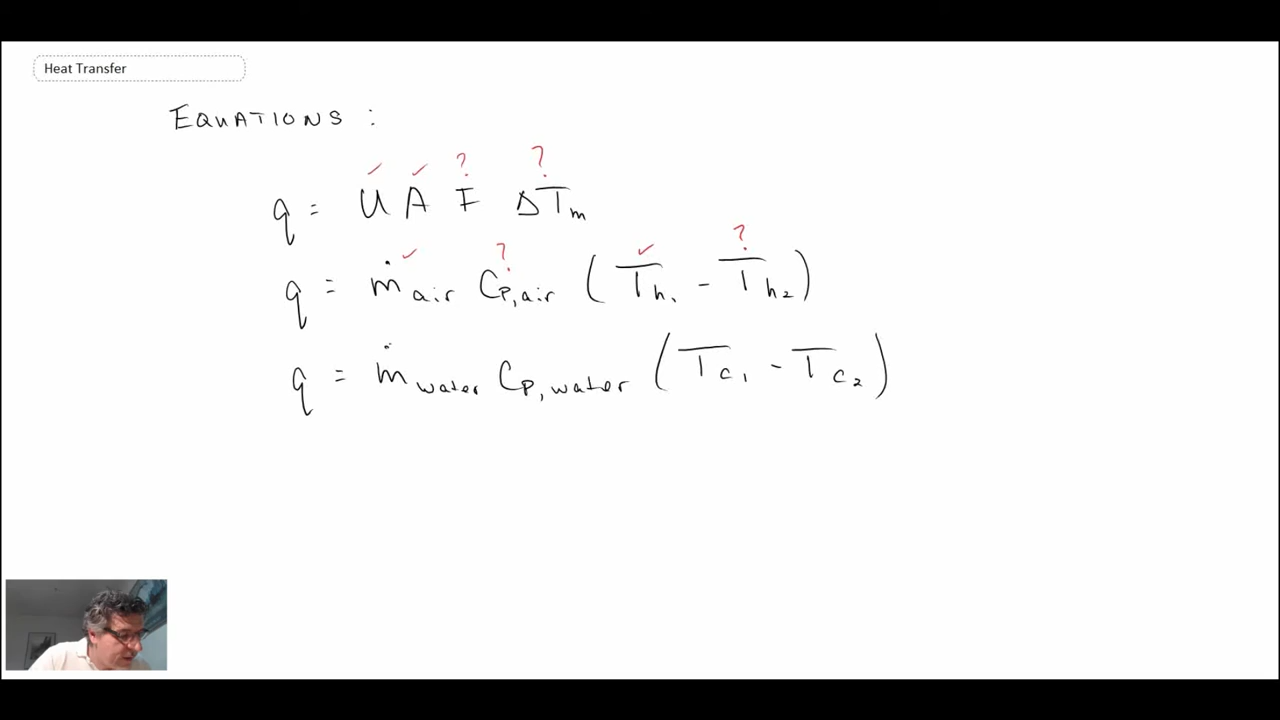 Heat Transfer
EQUATIONS :
✓ ✓ ? ?
q = U A F ΔTm
✓ ? ✓ ?
q = ṁair Cp,air (Th1 - Th2)
q = ṁwater Cp,water (Tc1 - Tc2)